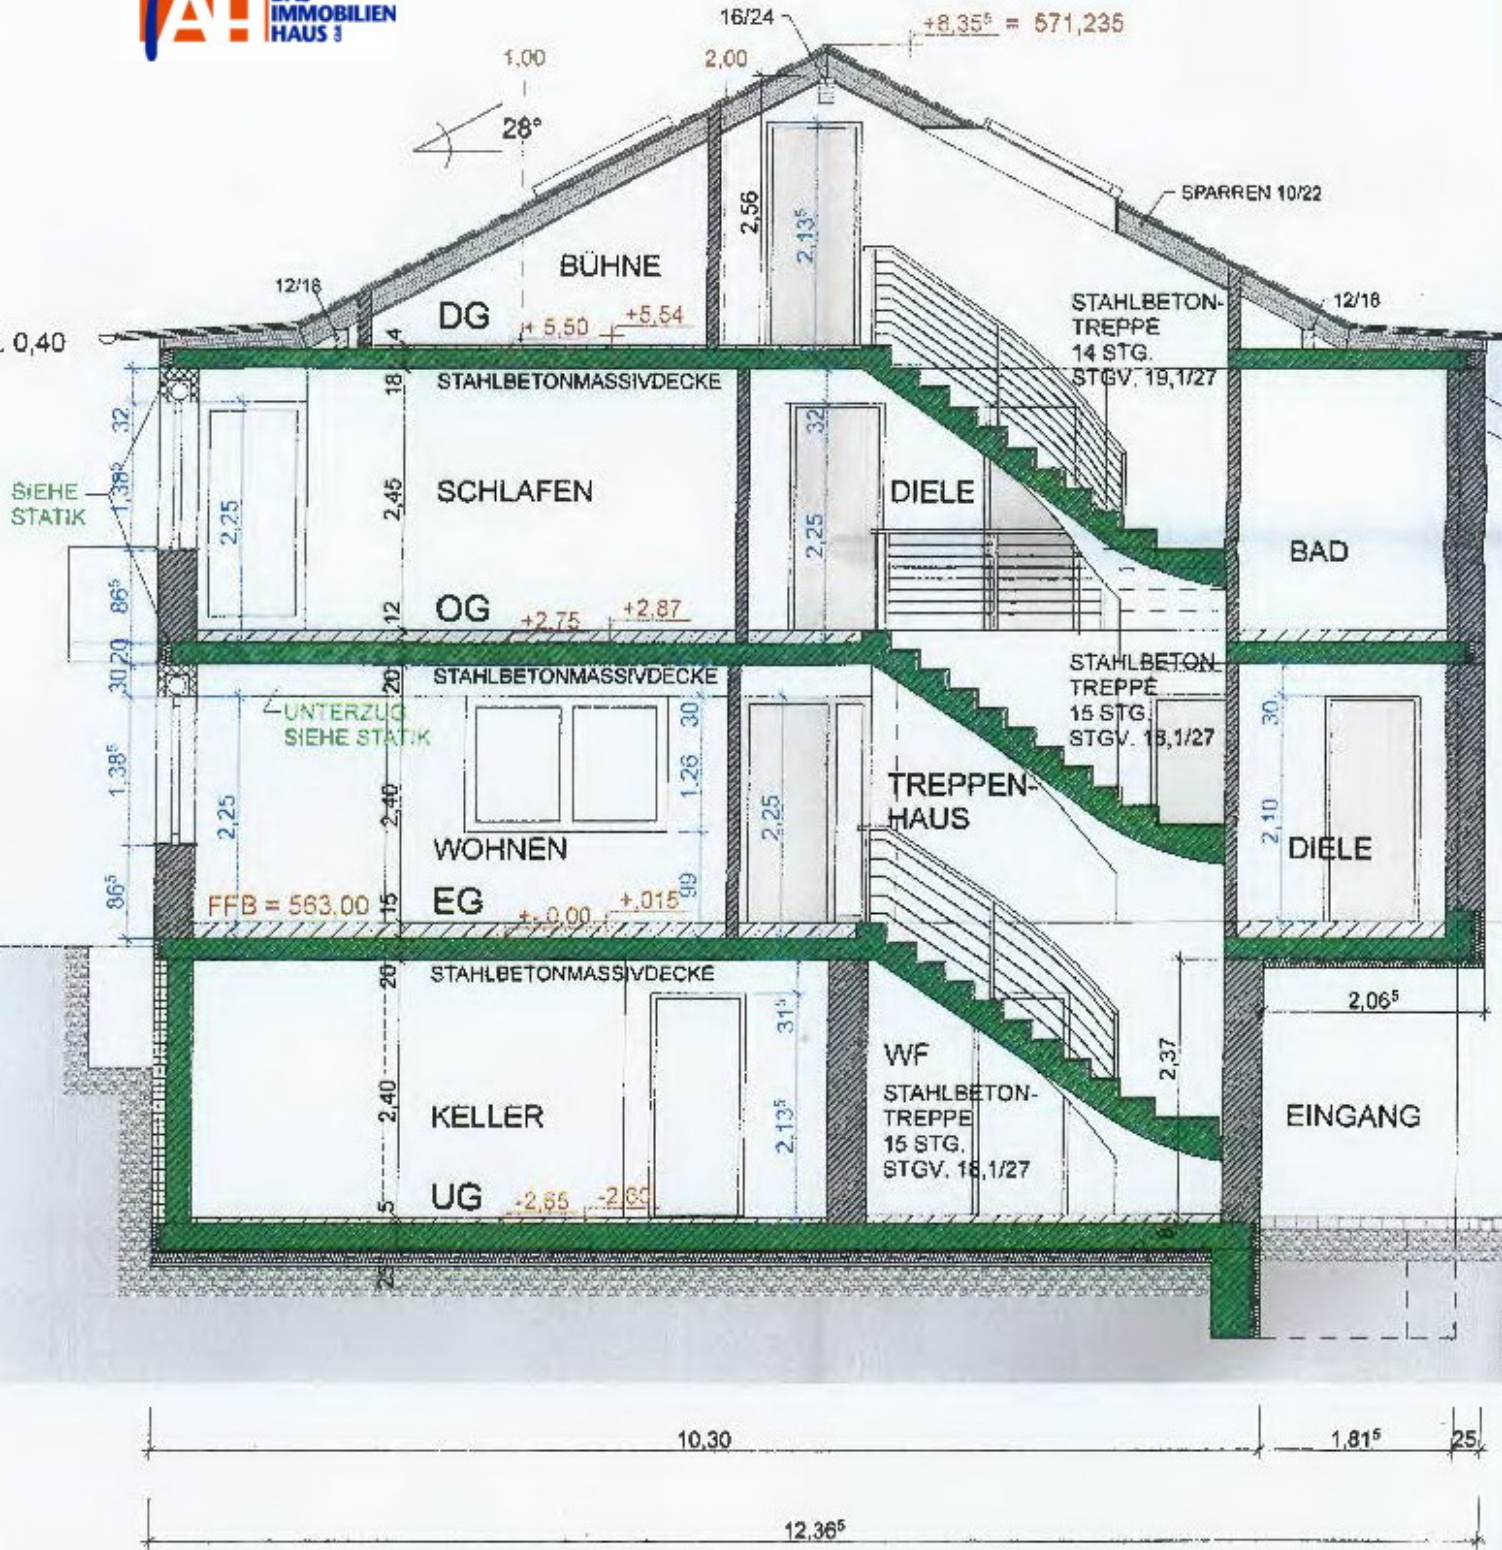 AH
IMMOBILIEN
HAUS
16/24
+8,35⁵ = 571,235
1,00
2,00
28°
SPARREN 10/22
2,56
2,13⁵
BÜHNE
12/18
12/18
DG
+ 5,50
+5,54
4
0,40
STAHLBETON-
TREPPE
14 STG.
STGV. 19,1/27
STAHLBETONMASSIVDECKE
18
32
32
1,38⁵
SIEHE
STATIK
2,25
2,45
SCHLAFEN
2,25
DIELE
BAD
86⁵
12
OG
+2,75
+2,87
30
20
20
STAHLBETONMASSIVDECKE
STAHLBETON
TREPPE
15 STG.
STGV. 18,1/27
UNTERZUG
SIEHE STATIK
30
30
1,38⁵
2,25
2,40
1,26
2,25
TREPPEN-
HAUS
2,10
WOHNEN
DIELE
86⁵
FFB = 563,00
15
EG
+- 0,00
+,015
99
20
STAHLBETONMASSIVDECKE
31⁵
2,06⁵
2,37
WF
STAHLBETON-
TREPPE
15 STG.
STGV. 18,1/27
2,40
KELLER
2,13⁵
EINGANG
5
UG
-2,65
25
10,30
1,81⁵
25
12,36⁵